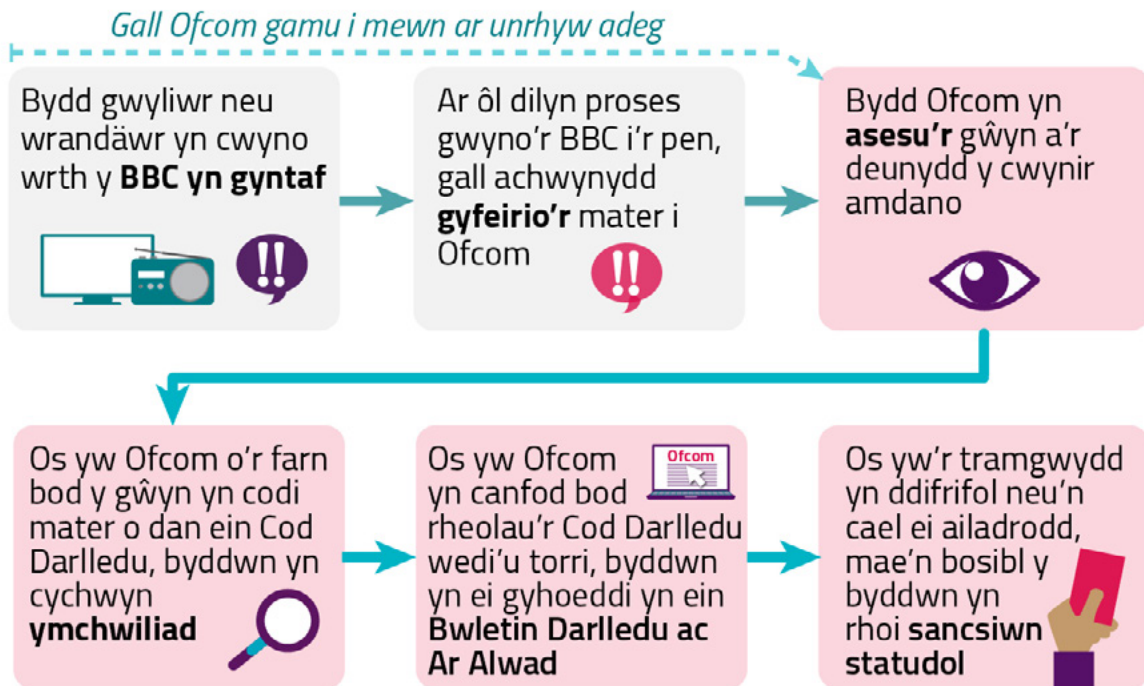 Gall Ofcom gamu i mewn ar unrhyw adeg
Bydd gwyliwr neu
wrandäwr yn cwyno
wrth y BBC yn gyntaf
!!
Ar ôl dilyn proses
gwyno'r BBC i'r pen,
gall achwynydd
gyfeirio'r mater i
Ofcom
!!
Bydd Ofcom yn
asesu'r gŵyn a'r
deunydd y cwynir
amdano
Os yw Ofcom o'r farn
bod y gŵyn yn codi
mater o dan ein Cod
Darlledu, byddwn yn
cychwyn
ymchwiliad
Os yw Ofcom
yn canfod bod
rheolau'r Cod Darlledu
wedi'u torri, byddwn
yn ei gyhoeddi yn ein
Bwletin Darlledu ac
Ar Alwad
Ofcom
Os yw'r tramgwydd
yn ddifrifol neu'n
cael ei ailadrodd,
mae'n bosibl y
byddwn yn
rhoi sancsiwn
statudol